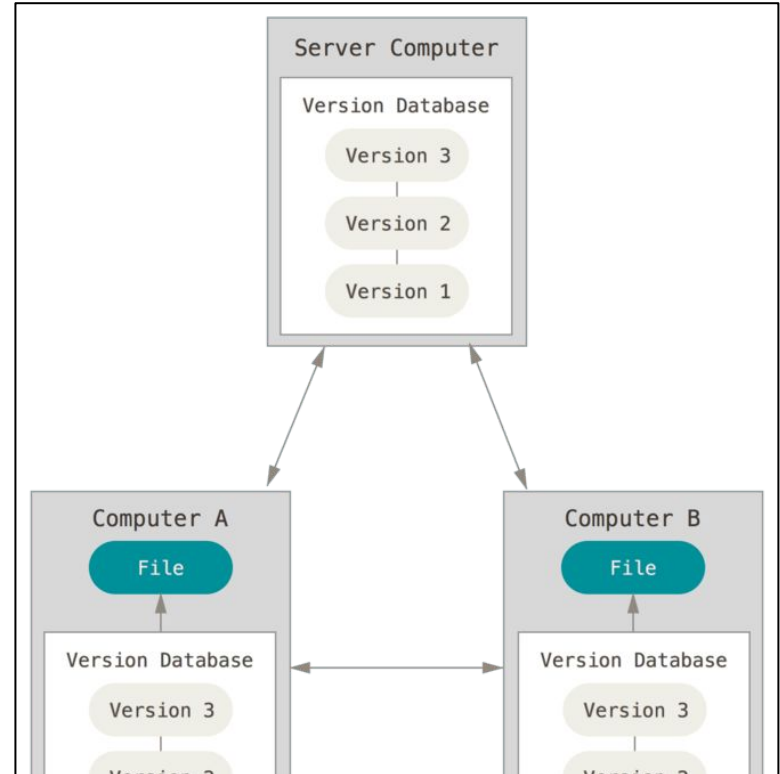 Server Computer
Version Database
Version 3
Version 2
Version 1
Computer A
File
Version Database
Version 3
Computer B
File
Version Database
Version 3